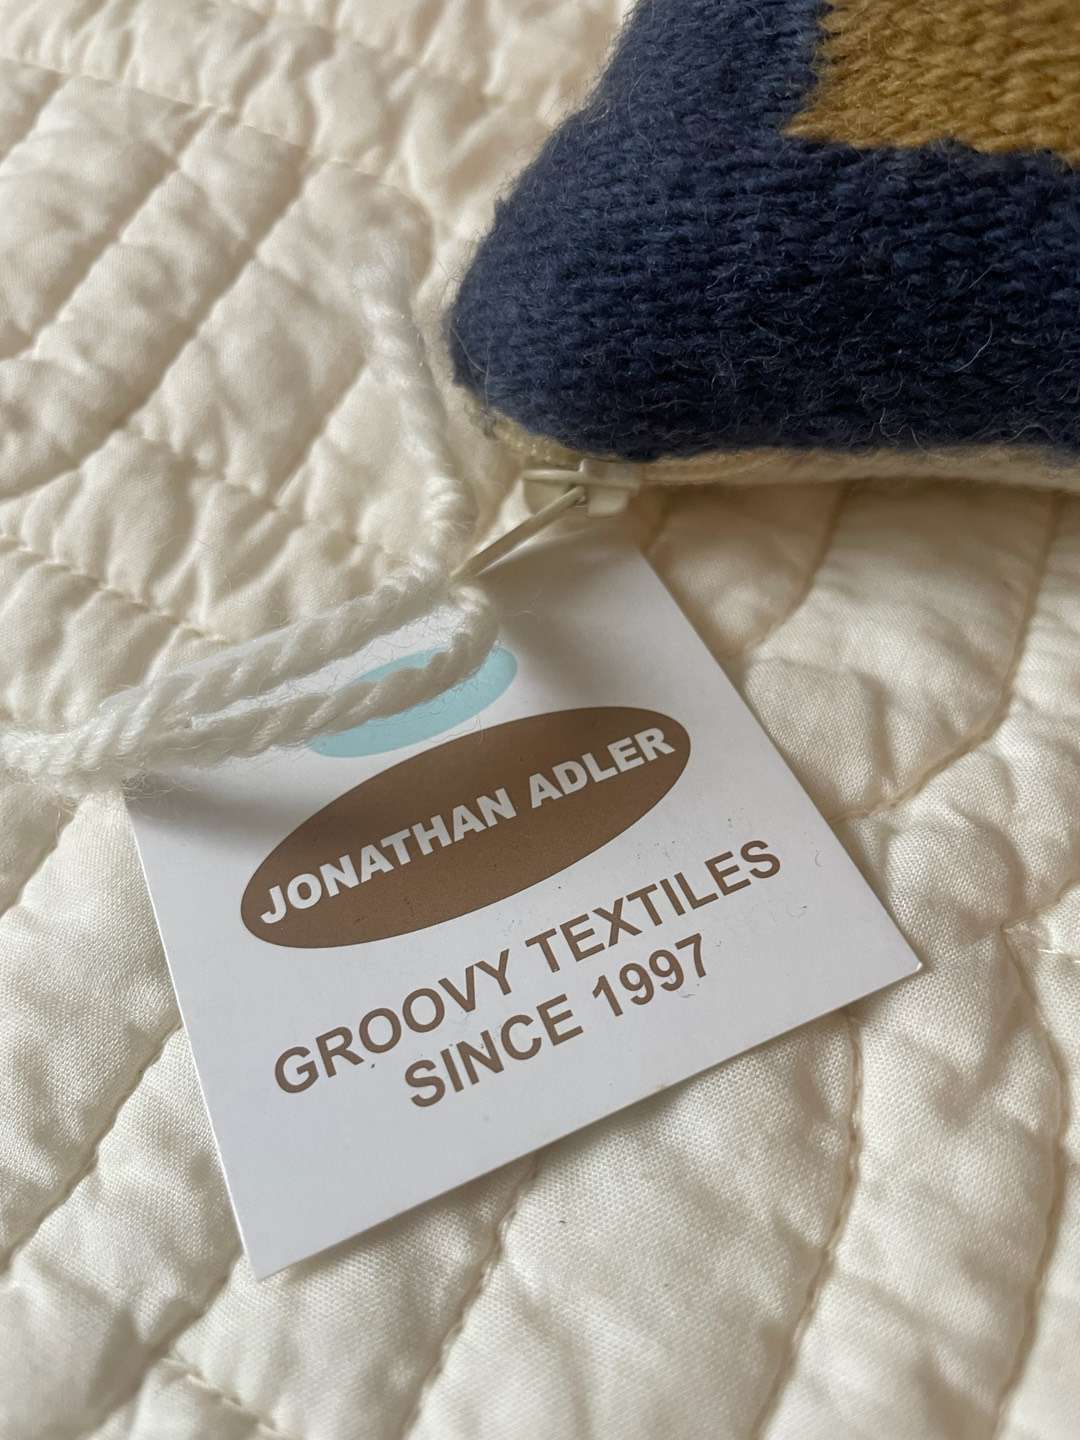 JONATHAN ADLER
GROOVY TEXTILES
SINCE 1997